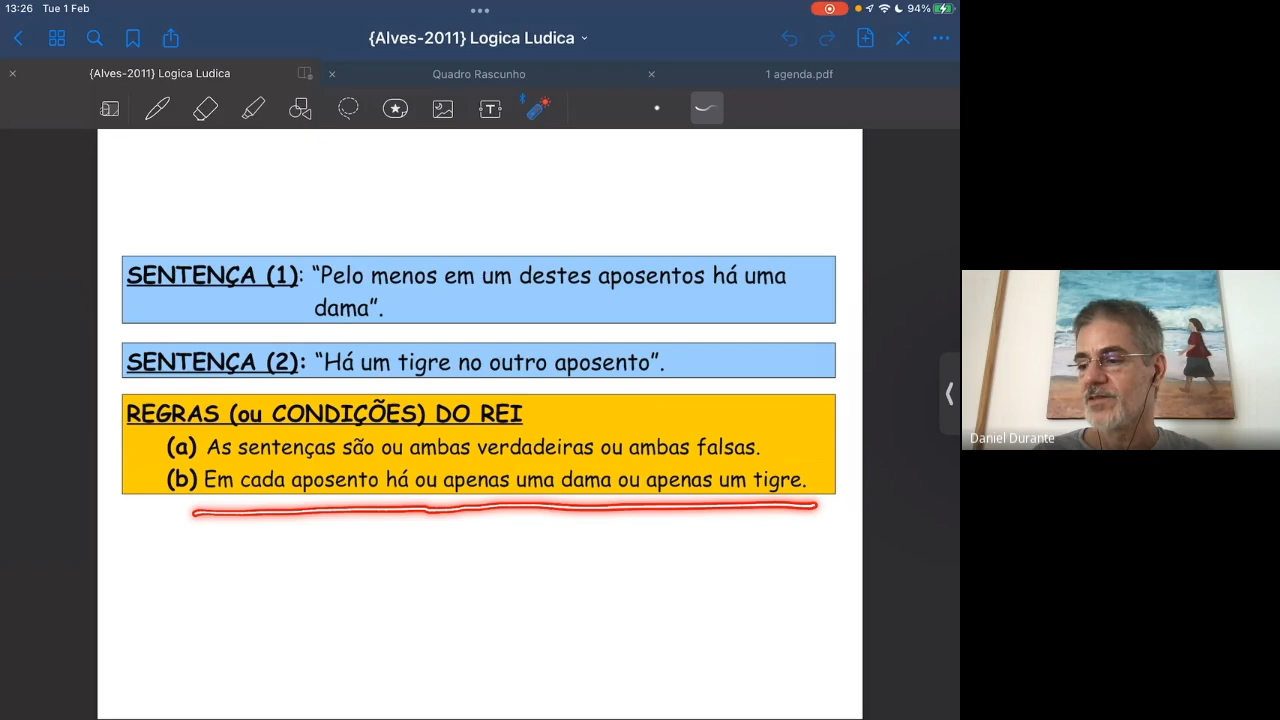 13:26 Tue 1 Feb
94%
{Alves-2011} Logica Ludica
{Alves-2011} Logica Ludica
Quadro Rascunho
1 agenda.pdf
T
SENTENÇA (1): “Pelo menos em um destes aposentos há uma
dama”.
SENTENÇA (2): “Há um tigre no outro aposento”.
REGRAS (ou CONDIÇÕES) DO REI
(a) As sentenças são ou ambas verdadeiras ou ambas falsas.
(b) Em cada aposento há ou apenas uma dama ou apenas um tigre.
Daniel Durante